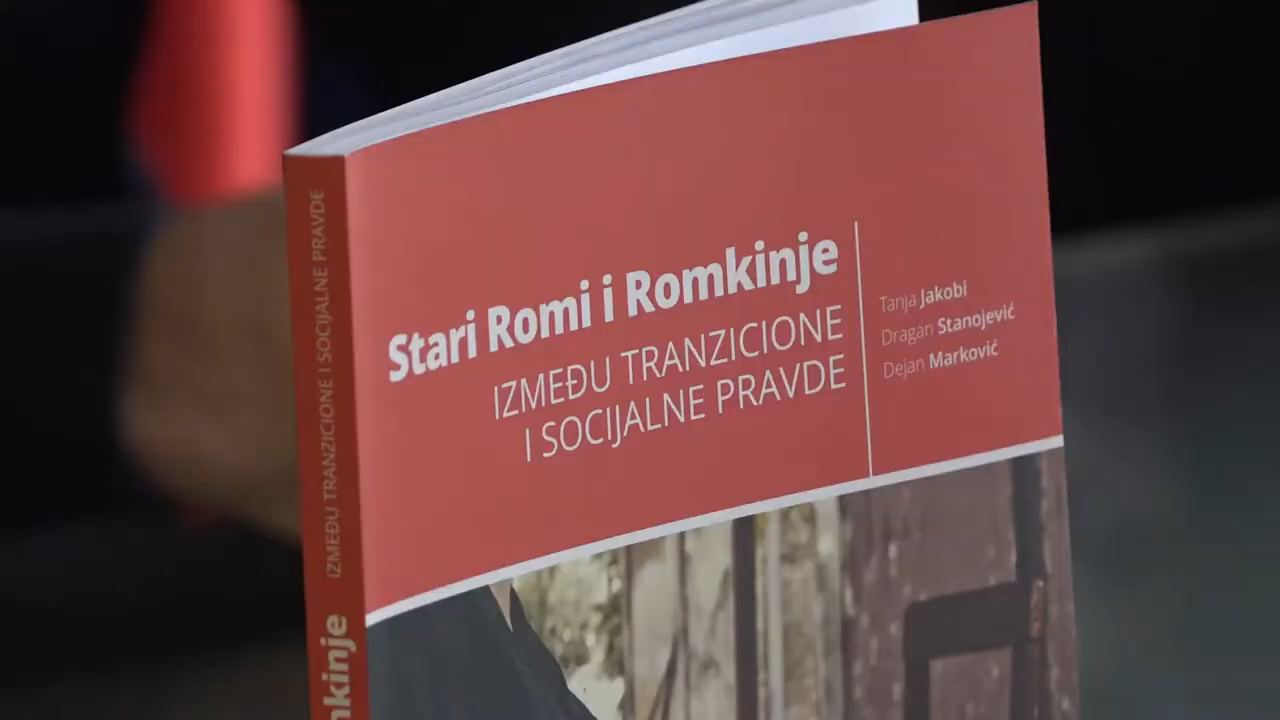 Stari Romi i Romkinje
IZMEĐU TRANZICIONE
I SOCIJALNE PRAVDE
Tanja Jakobi
Dragan Stanojević
Dejan Marković
IZMEĐU TRANZICIONE I SOCIJALNE PRAVDE
mkinje